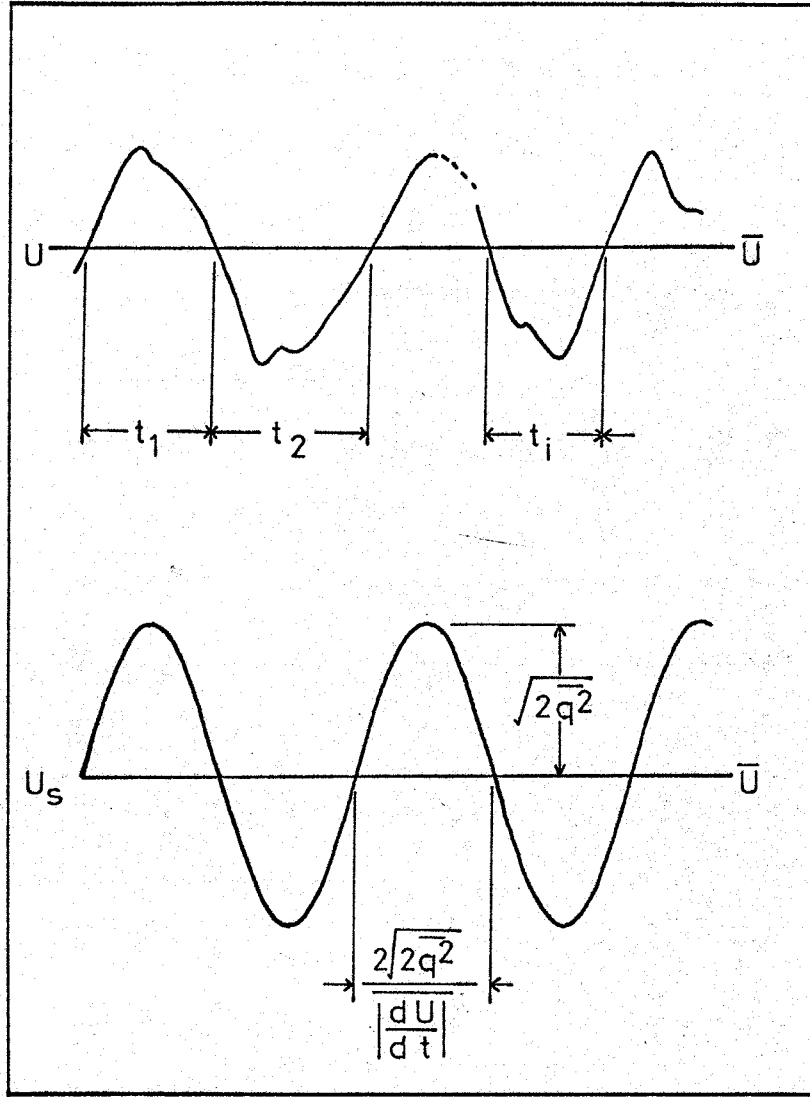 U U̅
t₁ t₂ tᵢ
√(2q̅²)
Uₛ U̅
2√(2q̅²)
|dU
dt|